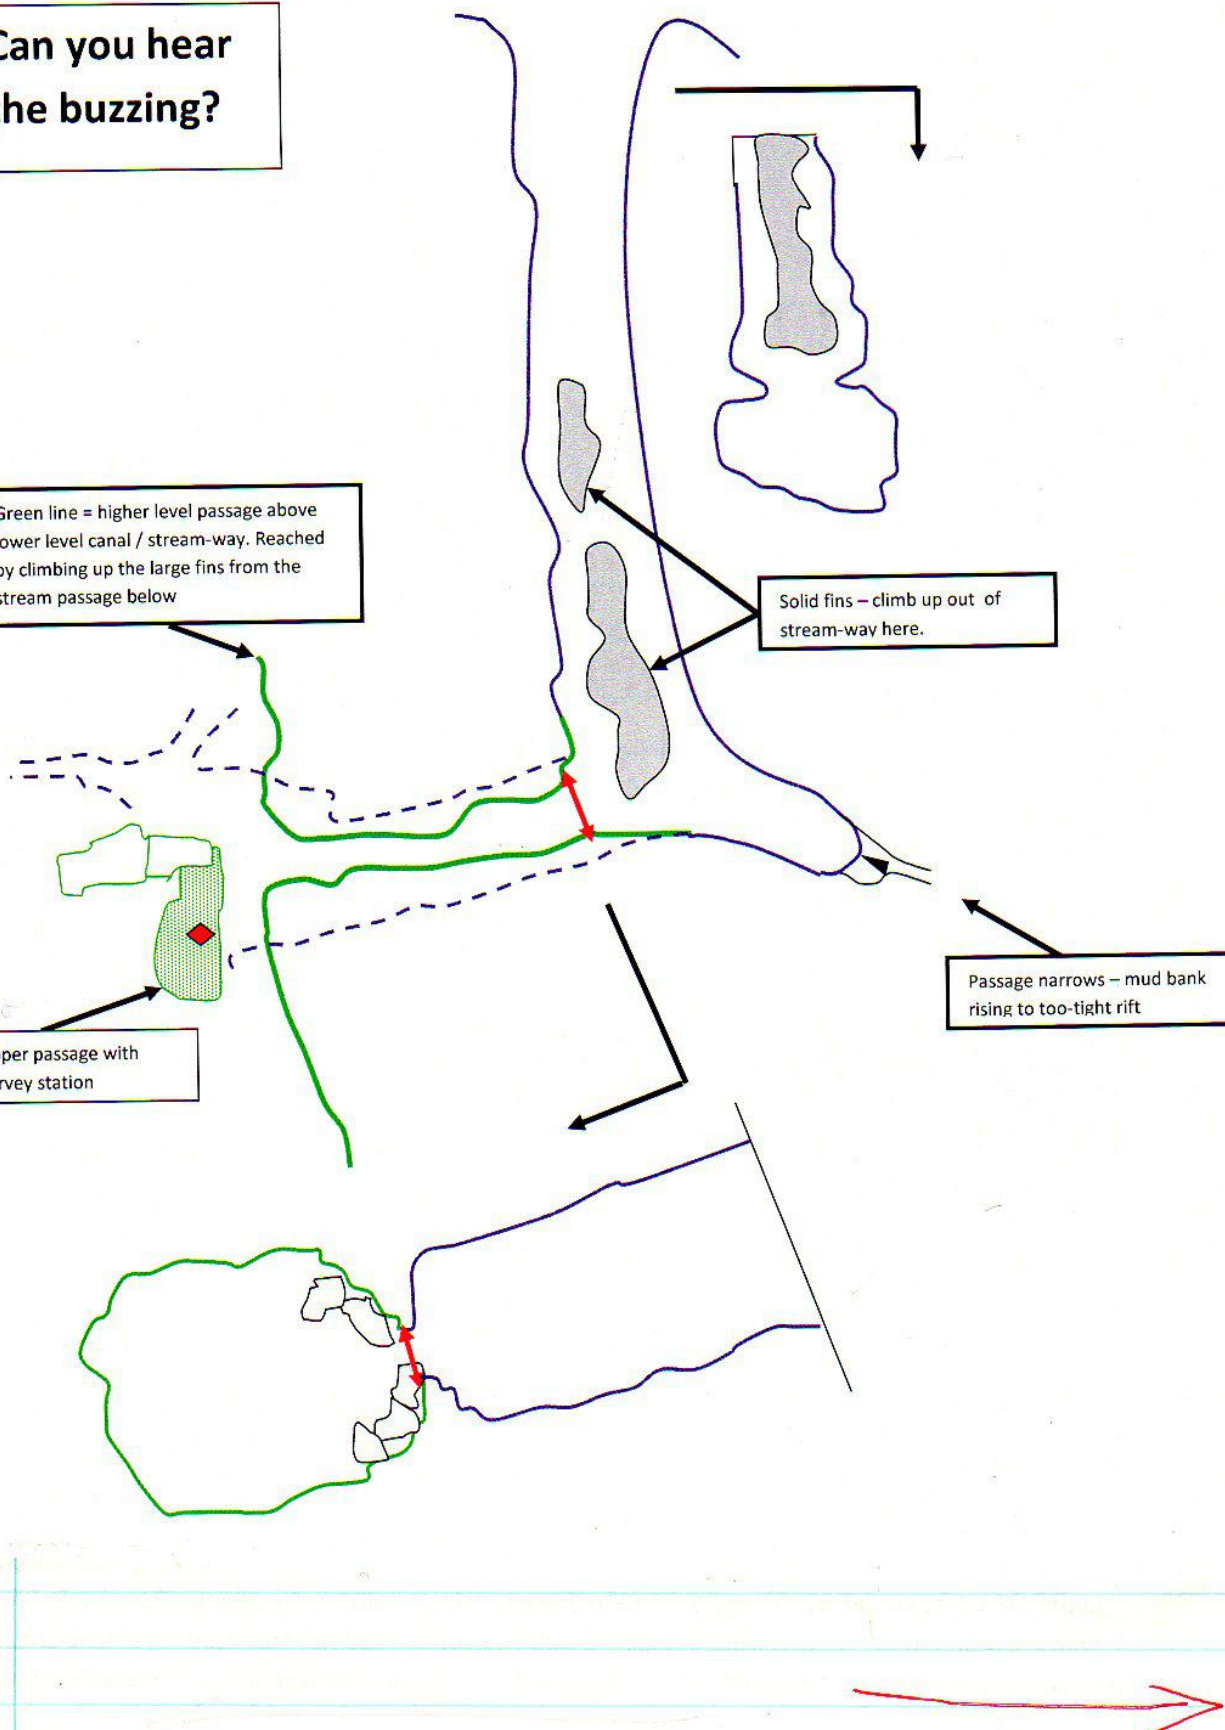 Can you hear
the buzzing?
Green line = higher level passage above
lower level canal / stream-way. Reached
by climbing up the large fins from the
stream passage below
Solid fins – climb up out of
stream-way here.
Passage narrows – mud bank
rising to too-tight rift
per passage with
rvey station